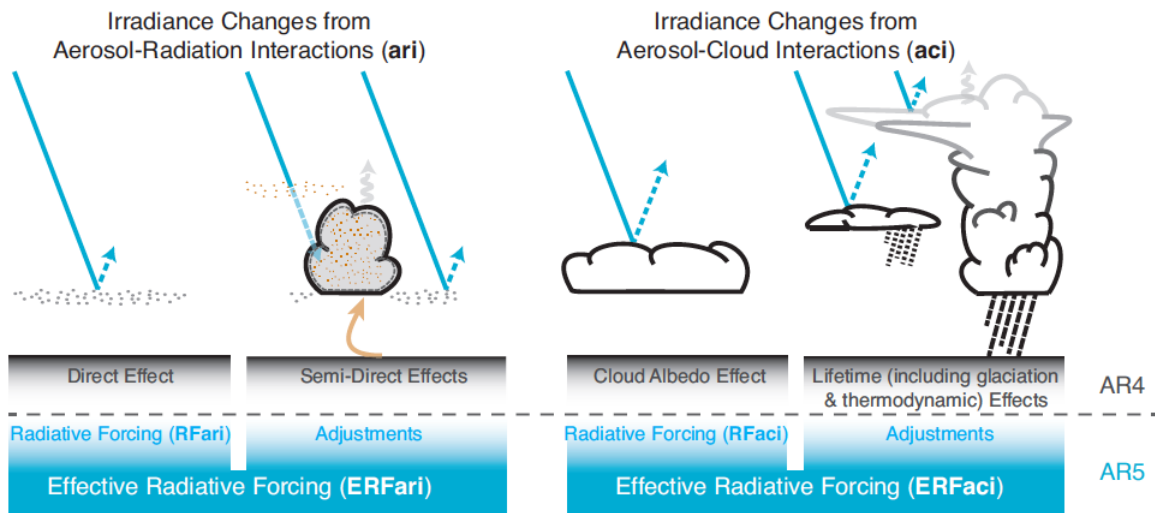 Irradiance Changes from
Aerosol-Radiation Interactions (ari)
Irradiance Changes from
Aerosol-Cloud Interactions (aci)
Direct Effect
Semi-Direct Effects
Cloud Albedo Effect
Lifetime (including glaciation
& thermodynamic) Effects
AR4
Radiative Forcing (RFari)
Adjustments
Radiative Forcing (RFaci)
Adjustments
AR5
Effective Radiative Forcing (ERFari)
Effective Radiative Forcing (ERFaci)